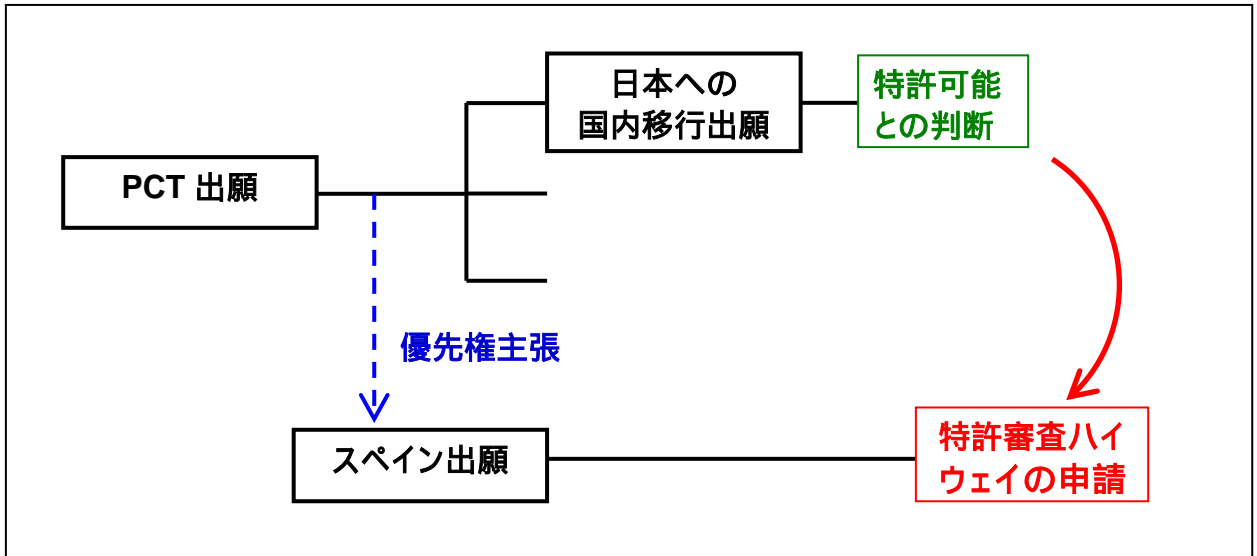 日本への
国内移行出願
特許可能
との判断
PCT 出願
優先権主張
スペイン出願
特許審査ハイ
ウェイの申請